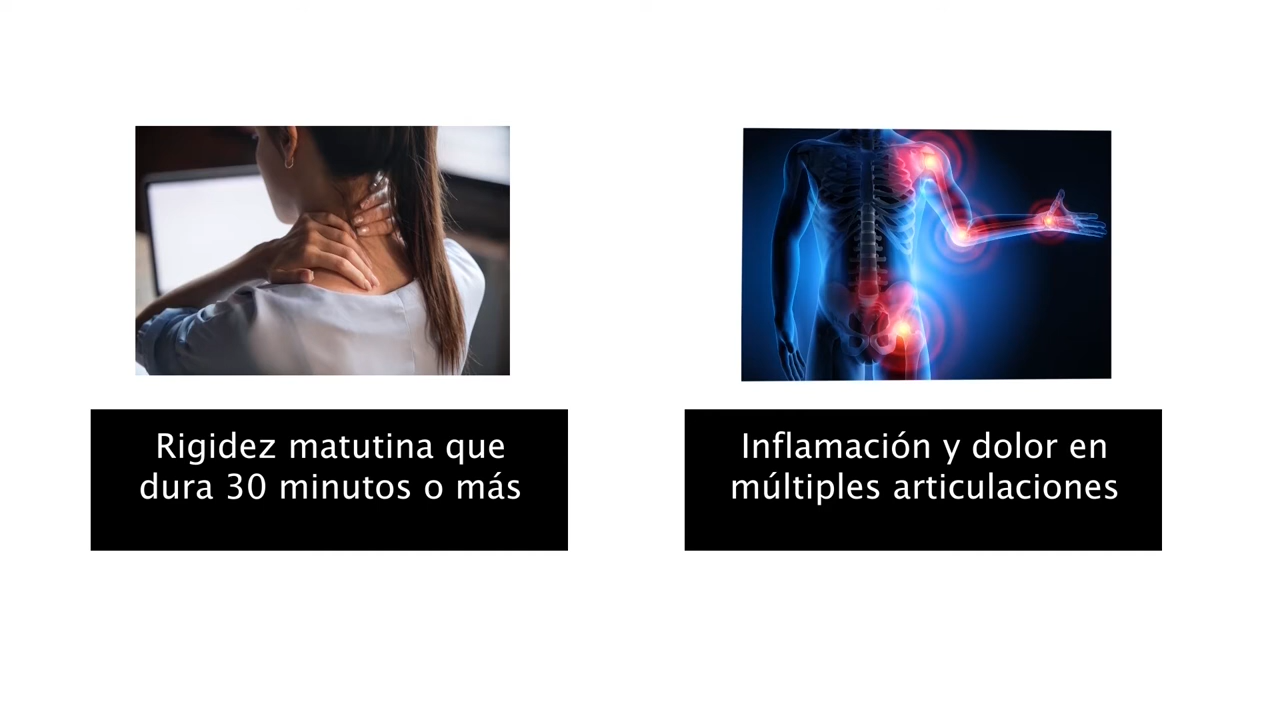 Rigidez matutina que
dura 30 minutos o más
Inflamación y dolor en
múltiples articulaciones